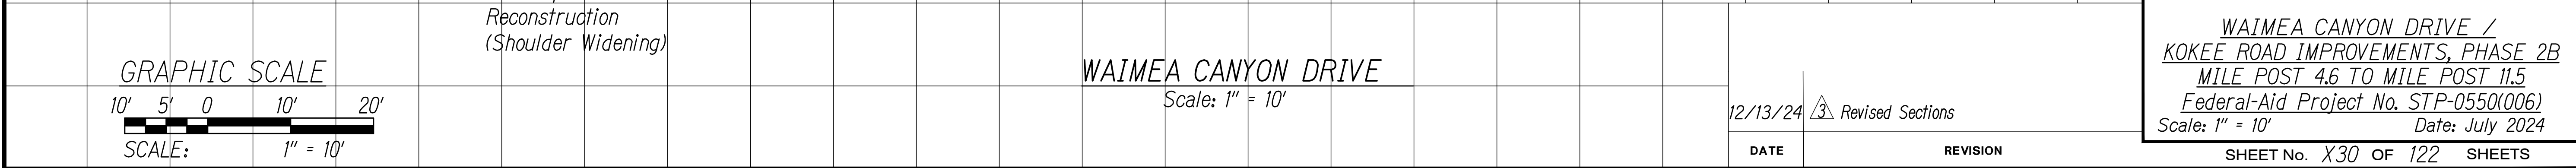 Reconstruction
(Shoulder Widening)
GRAPHIC SCALE
10' 5' 0 10' 20'
SCALE: 1" = 10'
WAIMEA CANYON DRIVE
Scale: 1" = 10'
12/13/24 3 Revised Sections
DATE REVISION
WAIMEA CANYON DRIVE /
KOKEE ROAD IMPROVEMENTS, PHASE 2B
MILE POST 4.6 TO MILE POST 11.5
Federal-Aid Project No. STP-0550(006)
Scale: 1" = 10' Date: July 2024
SHEET No. X30 OF 122 SHEETS